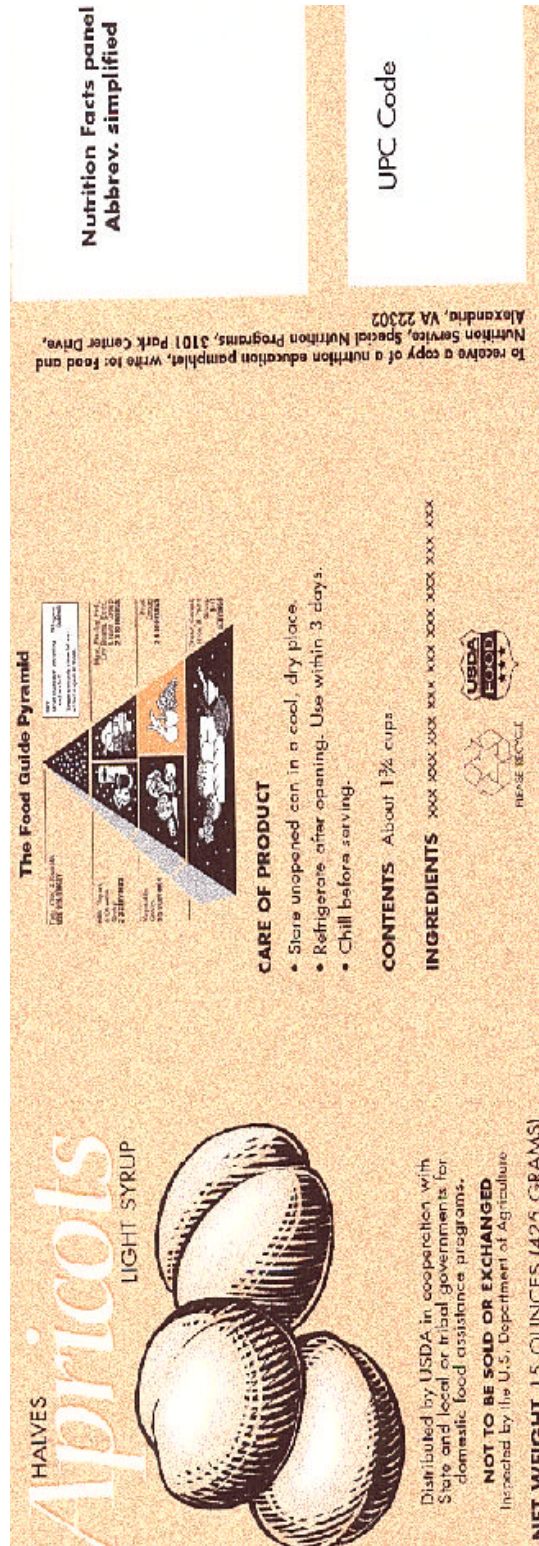 HALVES
Apricots
LIGHT SYRUP
Distributed by USDA in cooperation with
State and local or tribal governments for
domestic food assistance programs.
NOT TO BE SOLD OR EXCHANGED
Inspected by the U.S. Department of Agriculture
NET WEIGHT 15 OUNCES (425 GRAMS)
The Food Guide Pyramid
CARE OF PRODUCT
• Store unopened can in a cool, dry place.
• Refrigerate after opening. Use within 3 days.
• Chill before serving.
CONTENTS About 1¾ cups
INGREDIENTS xxx xxx xxx xxx xxx xxx xxx xxx xxx xxx
PLEASE RECYCLE
USDA
FOOD
To receive a copy of a nutrition education pamphlet, write to: Food and
Nutrition Service, Special Nutrition Programs, 3101 Park Center Drive,
Alexandria, VA 22302
Nutrition Facts panel
Abbrev. simplified
UPC Code